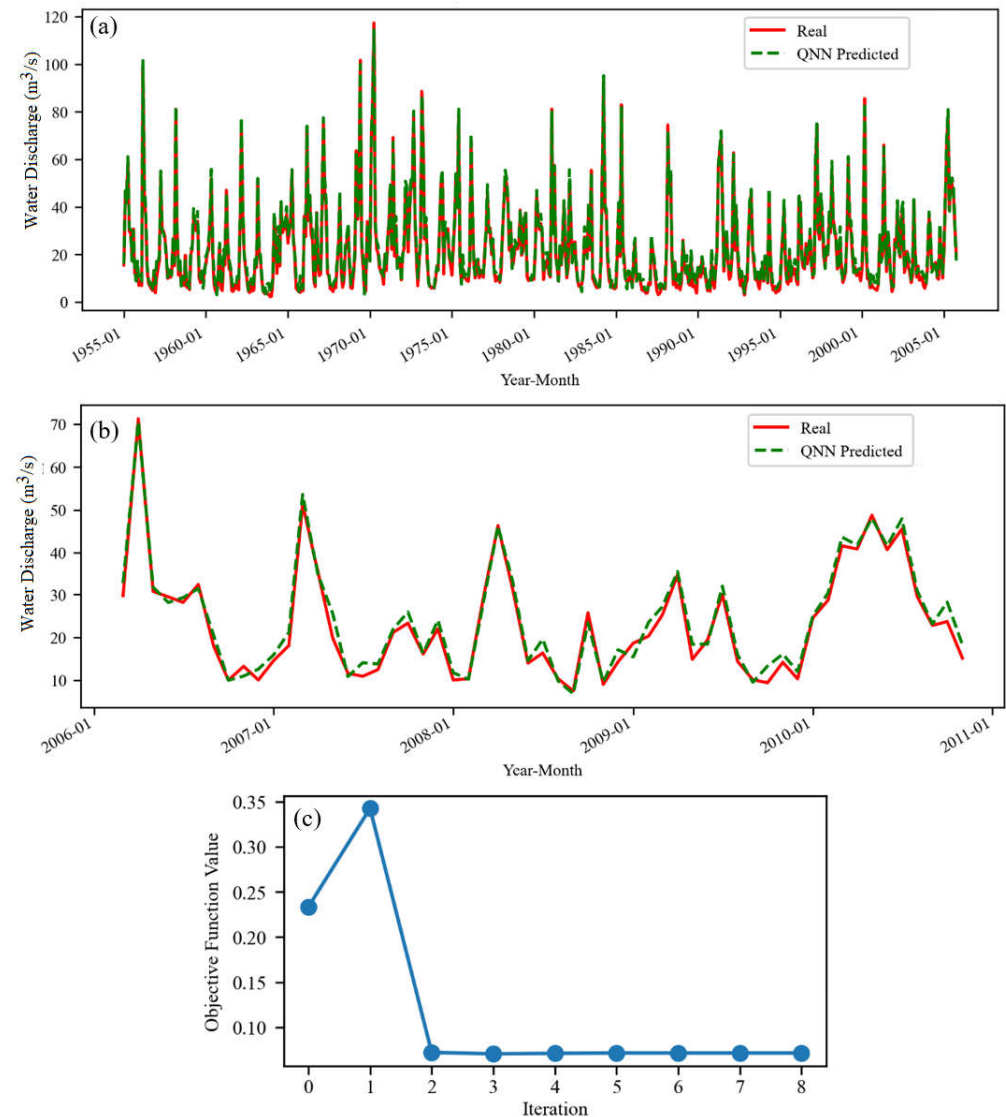 (a)
Real
QNN Predicted
Water Discharge (m³/s)
120
100
80
60
40
20
0
1955-01
1960-01
1965-01
1970-01
1975-01
1980-01
1985-01
1990-01
1995-01
2000-01
2005-01
Year-Month
(b)
Real
QNN Predicted
Water Discharge (m³/s)
70
60
50
40
30
20
10
2006-01
2007-01
2008-01
2009-01
2010-01
2011-01
Year-Month
(c)
Objective Function Value
0.35
0.30
0.25
0.20
0.15
0.10
0 1 2 3 4 5 6 7 8
Iteration